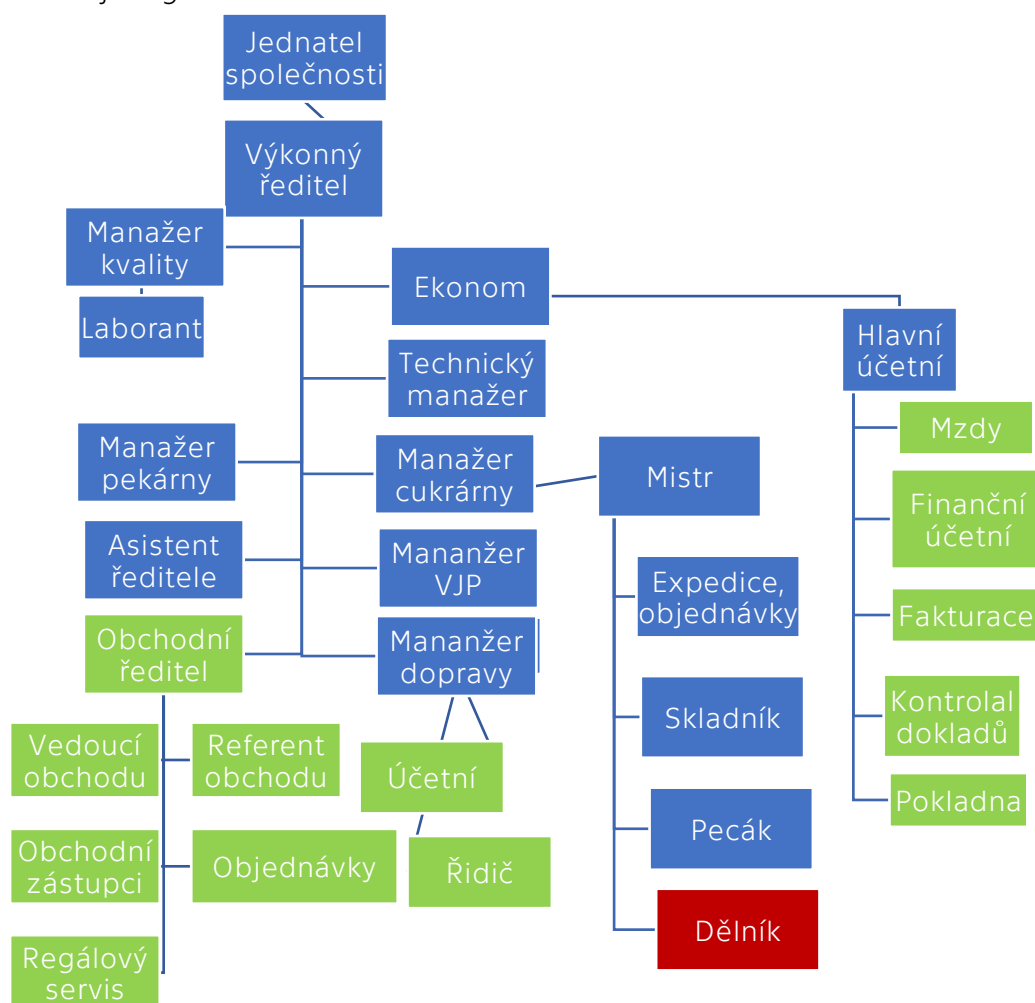 Jednatel
společnosti
Výkonný
ředitel
Manažer
kvality
Laborant
Ekonom
Hlavní
účetní
Technický
manažer
Mzdy
Manažer
pekárny
Manažer
cukrárny
Mistr
Finanční
účetní
Asistent
ředitele
Mananžer
VJP
Expedice,
objednávky
Fakturace
Obchodní
ředitel
Mananžer
dopravy
Skladník
Kontrolal
dokladů
Vedoucí
obchodu
Referent
obchodu
Účetní
Pokladna
Pecák
Obchodní
zástupci
Objednávky
Řidič
Dělník
Regálový
servis